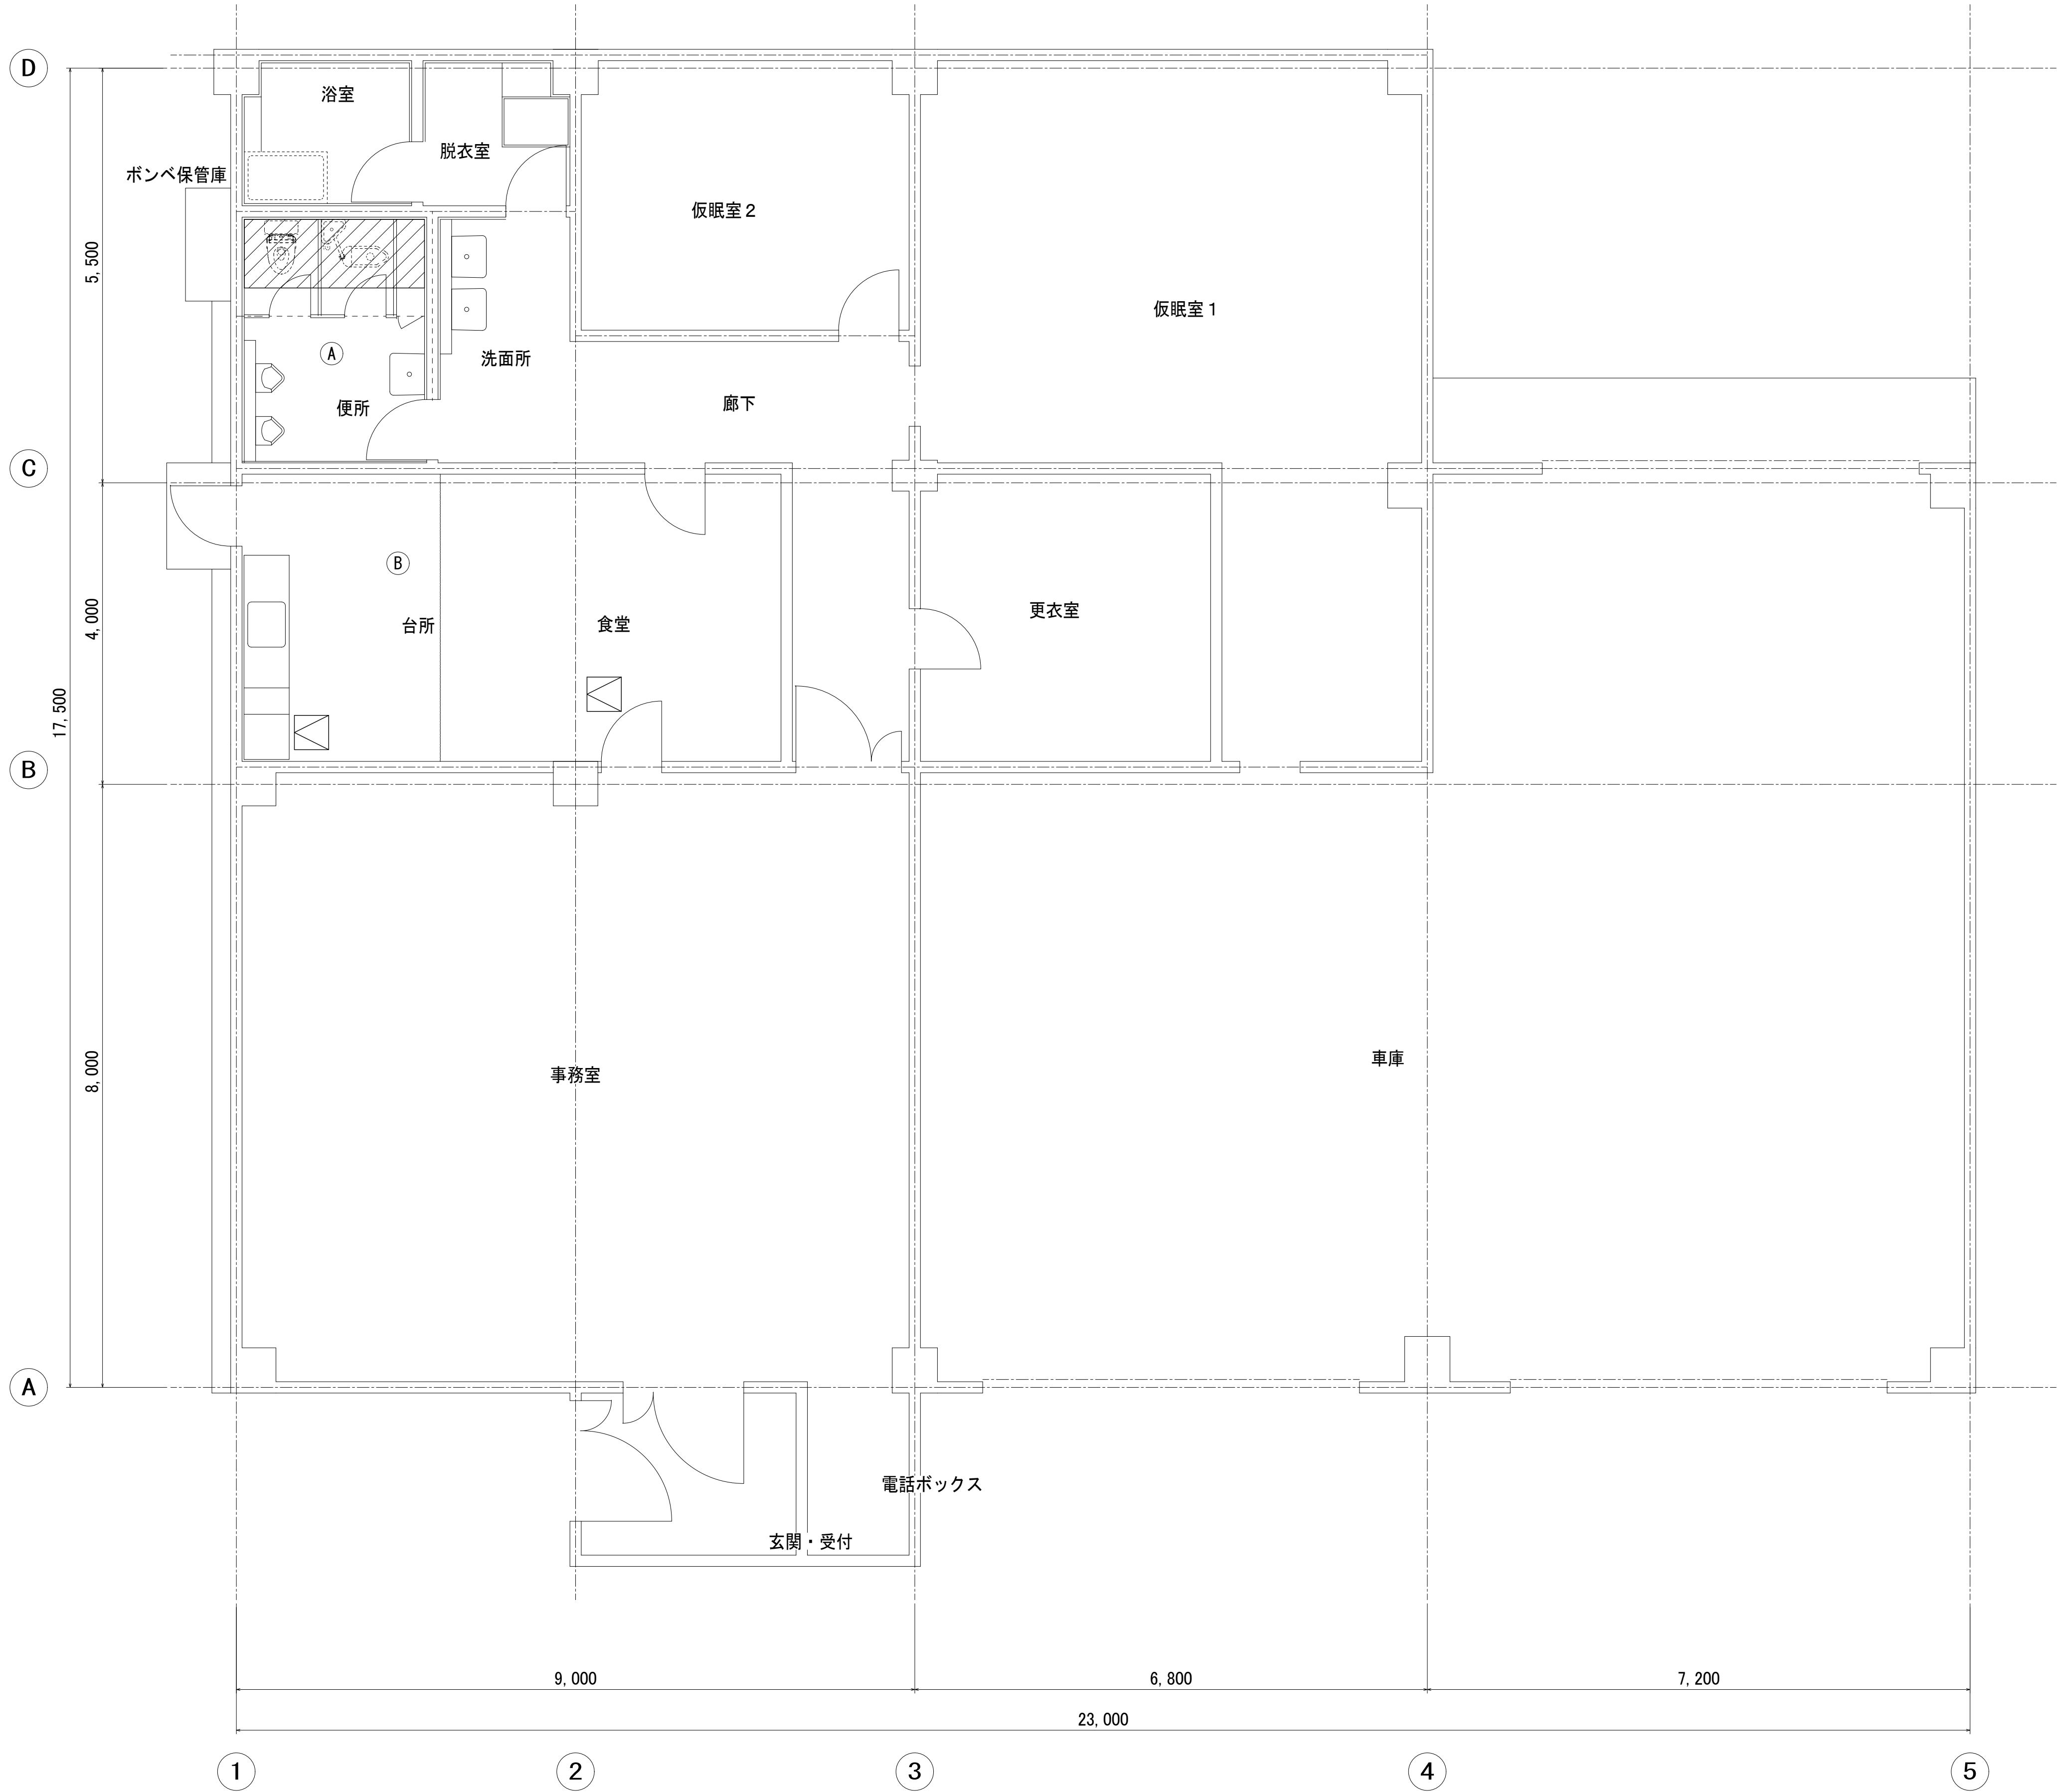 D
浴室
脱衣室
ボンベ保管庫
仮眠室２
5,500
仮眠室１
A
洗面所
便所
廊下
C
B
4,000
台所
食堂
更衣室
17,500
B
8,000
事務室
車庫
A
電話ボックス
玄関・受付
9,000
6,800
7,200
23,000
1
2
3
4
5